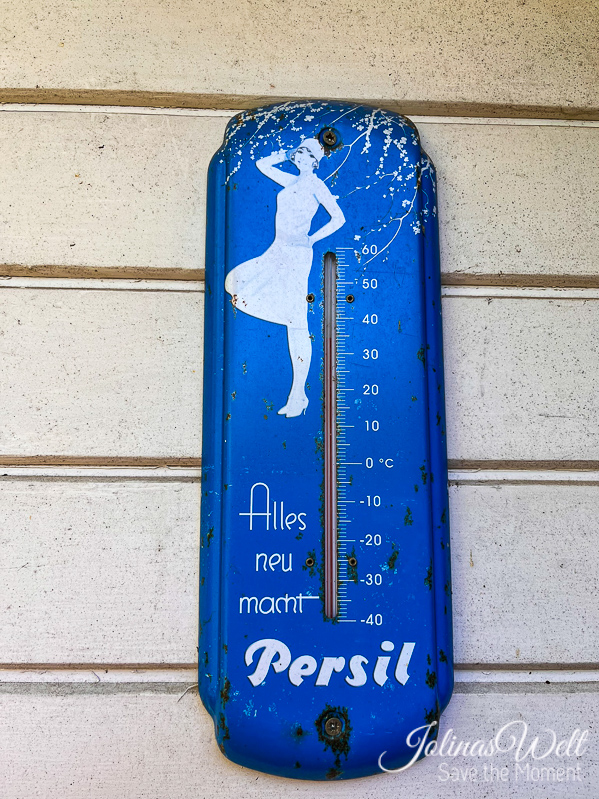 60
50
40
30
20
10
0 °C
-10
-20
-30
-40
Alles
neu
macht
Persil
JolinasWelt
Save the Moment